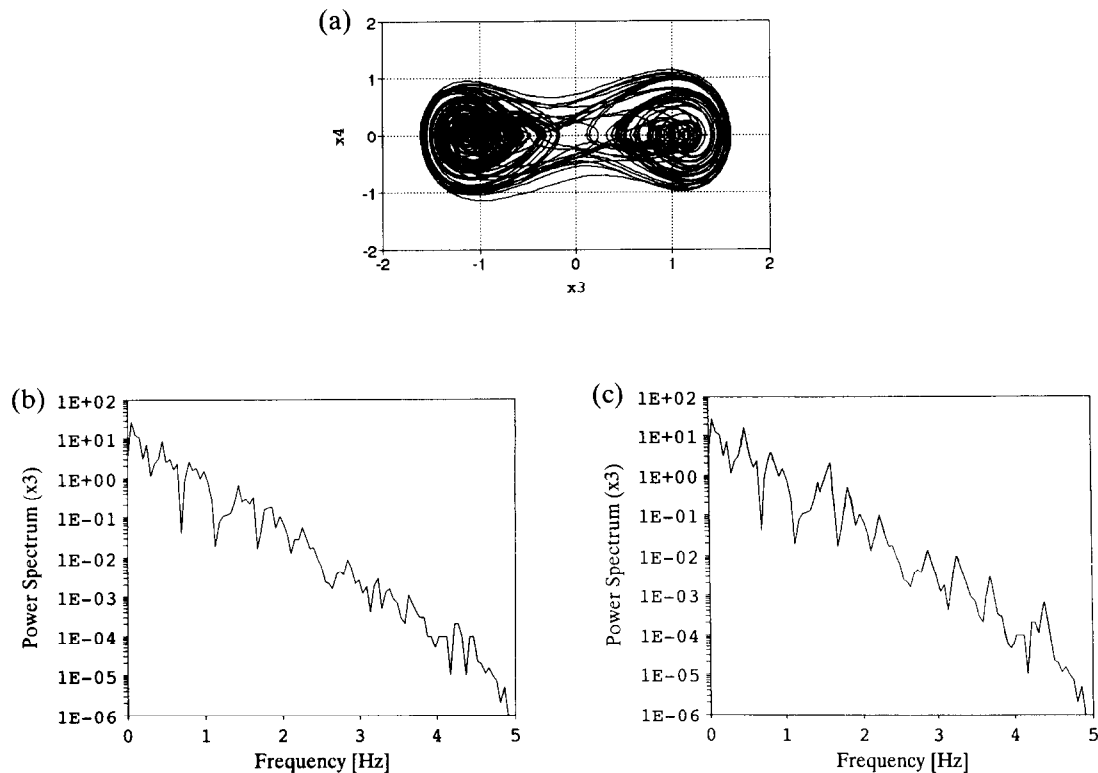 (a)
2
1
0
-1
-2
x4
-2
-1
0
1
2
x3
(b)
1E+02
1E+01
1E+00
1E-01
1E-02
1E-03
1E-04
1E-05
1E-06
Power Spectrum (x3)
0
1
2
3
4
5
Frequency [Hz]
(c)
1E+02
1E+01
1E+00
1E-01
1E-02
1E-03
1E-04
1E-05
1E-06
Power Spectrum (x3)
0
1
2
3
4
5
Frequency [Hz]